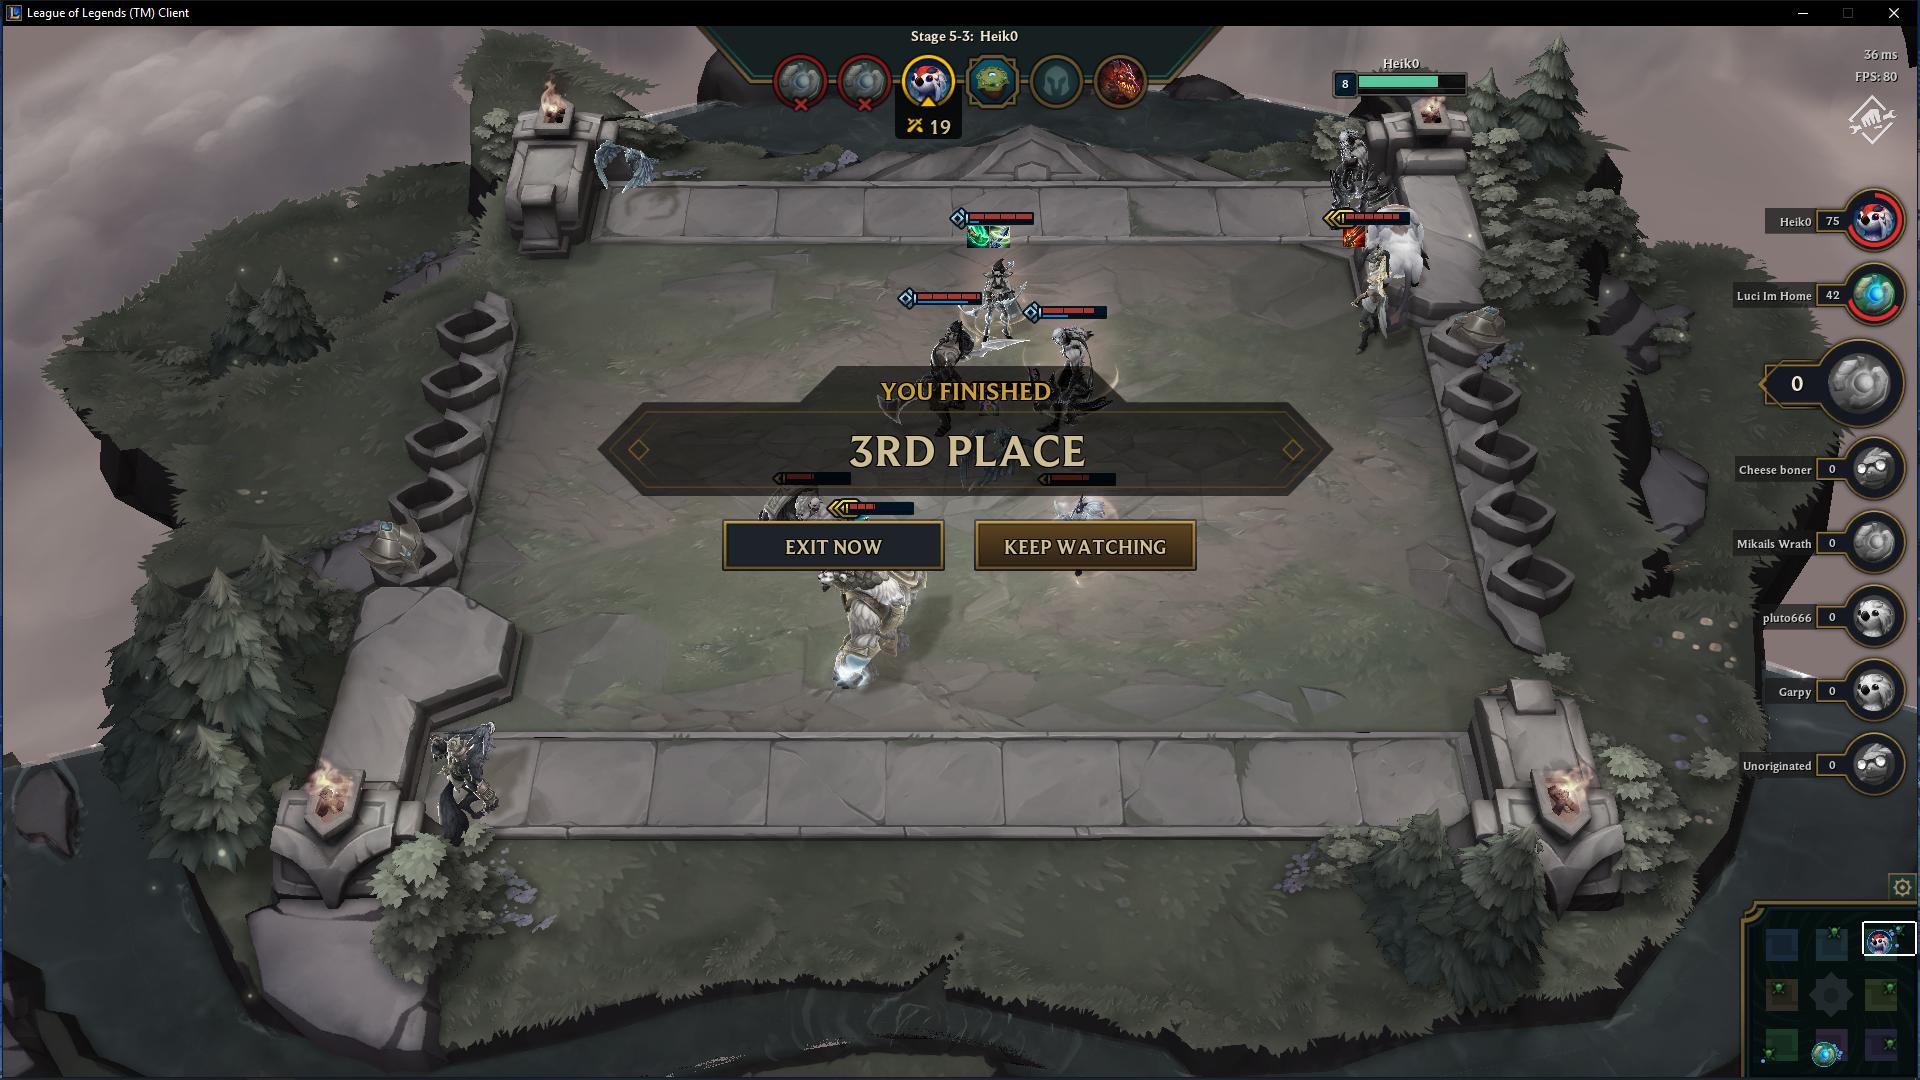 League of Legends (TM) Client
Stage 5-3: Heik0
36 ms
FPS: 80
Heik0
8
19
Heik0 75
Luci Im Home 42
0
YOU FINISHED
3RD PLACE
EXIT NOW
KEEP WATCHING
Cheese boner 0
Mikails Wrath 0
pluto666 0
Garpy 0
Unoriginated 0